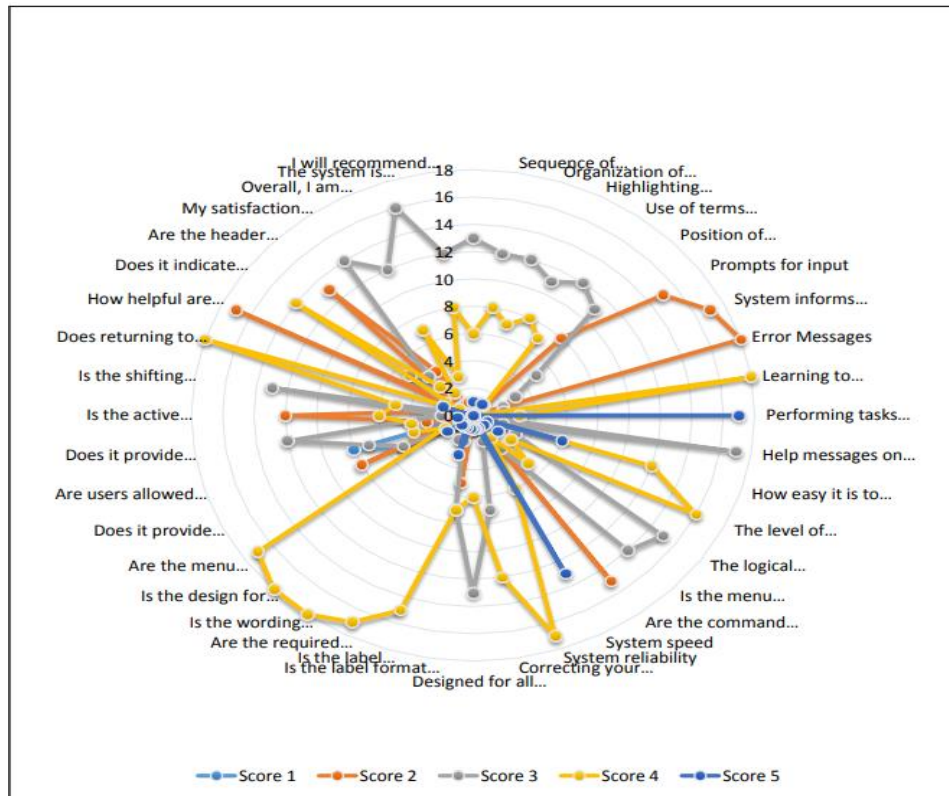 I will recommend...
The system is...
Overall, I am...
My satisfaction...
Are the header...
Does it indicate...
How helpful are...
Does returning to...
Is the shifting...
Is the active...
Does it provide...
Are users allowed...
Does it provide...
Are the menu...
Is the design for...
Is the wording...
Are the required...
Is the label...
Is the label format...
Designed for all...
18
16
14
12
10
8
6
4
2
0
Sequence of...
Organization of...
Highlighting...
Use of terms...
Position of...
Prompts for input
System informs...
Error Messages
Learning to...
Performing tasks...
Help messages on...
How easy it is to...
The level of...
The logical...
Is the menu...
Are the command...
System speed
System reliability
Correcting your...
Score 1
Score 2
Score 3
Score 4
Score 5